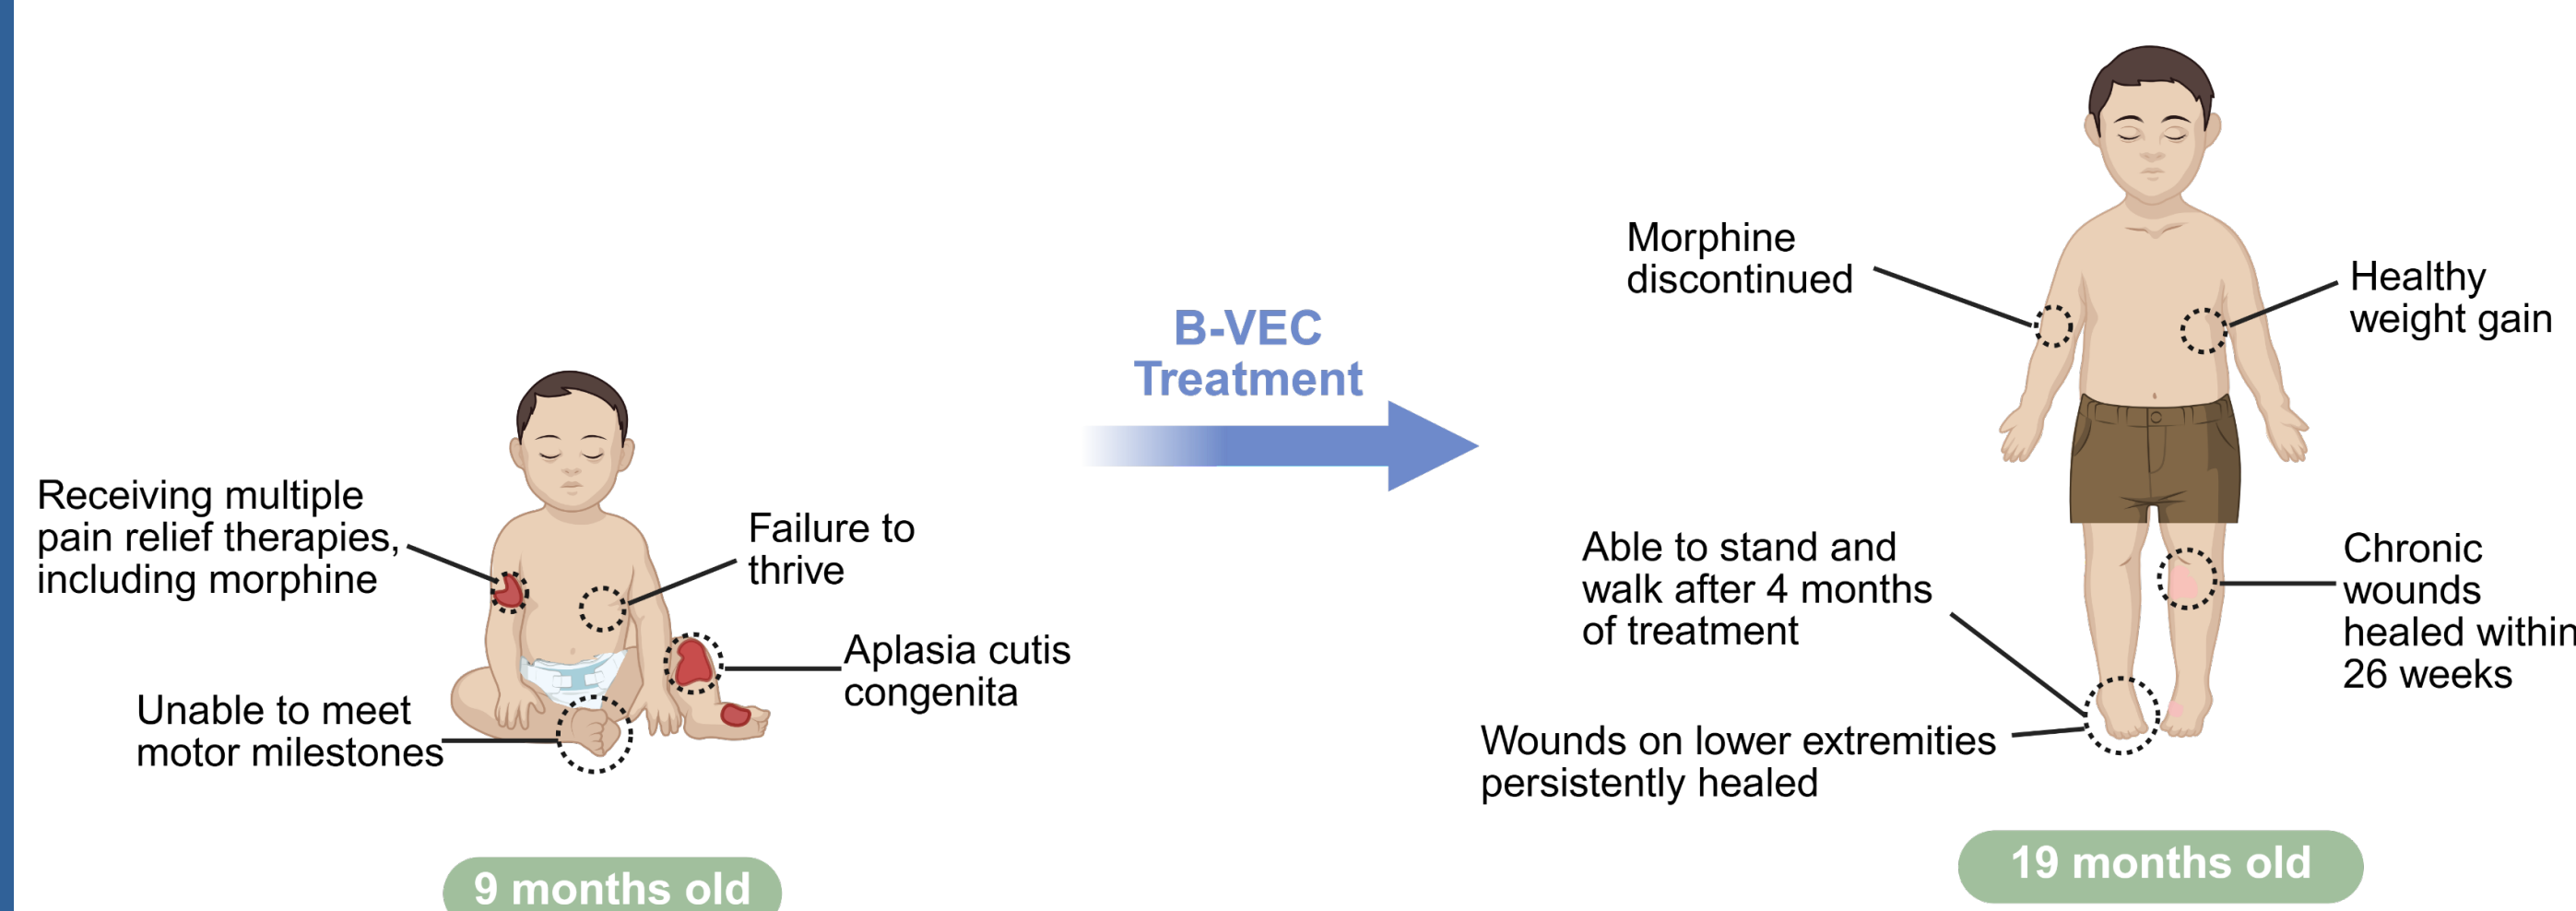 Receiving multiple
pain relief therapies,
including morphine
Failure to
thrive
Aplasia cutis
congenita
Unable to meet
motor milestones
9 months old
B-VEC
Treatment
Morphine
discontinued
Healthy
weight gain
Able to stand and
walk after 4 months
of treatment
Chronic
wounds
healed within
26 weeks
Wounds on lower extremities
persistently healed
19 months old